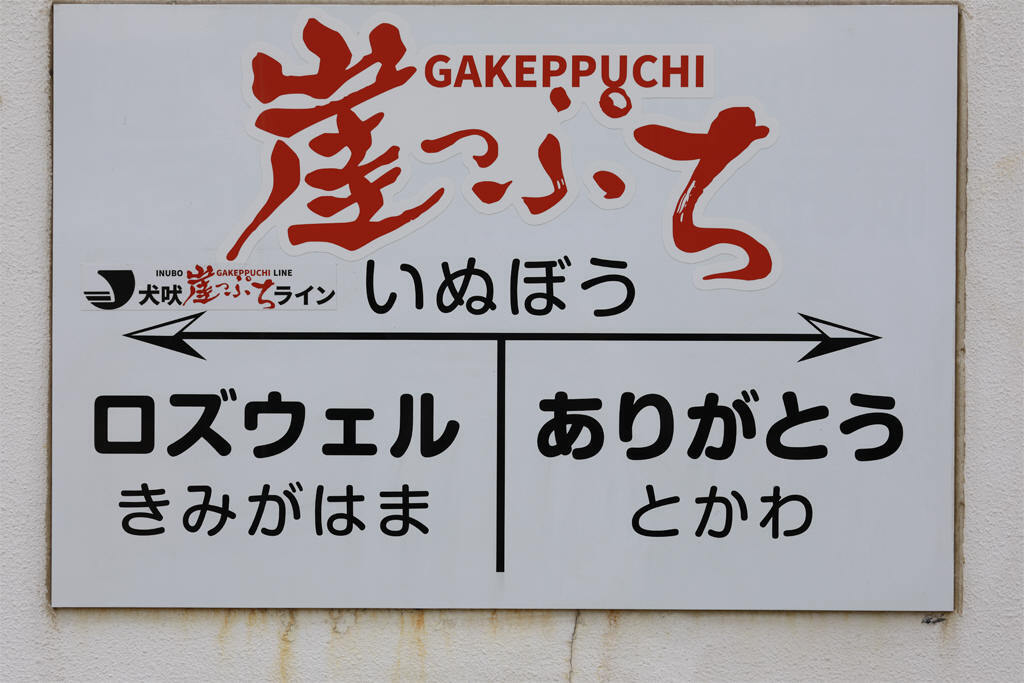 GAKEPPUCHI
崖っぷち
いぬぼう
INUBO GAKEPPUCHI LINE
犬吠崖っぷちライン
ロズウェル ありがとう
きみがはま とかわ